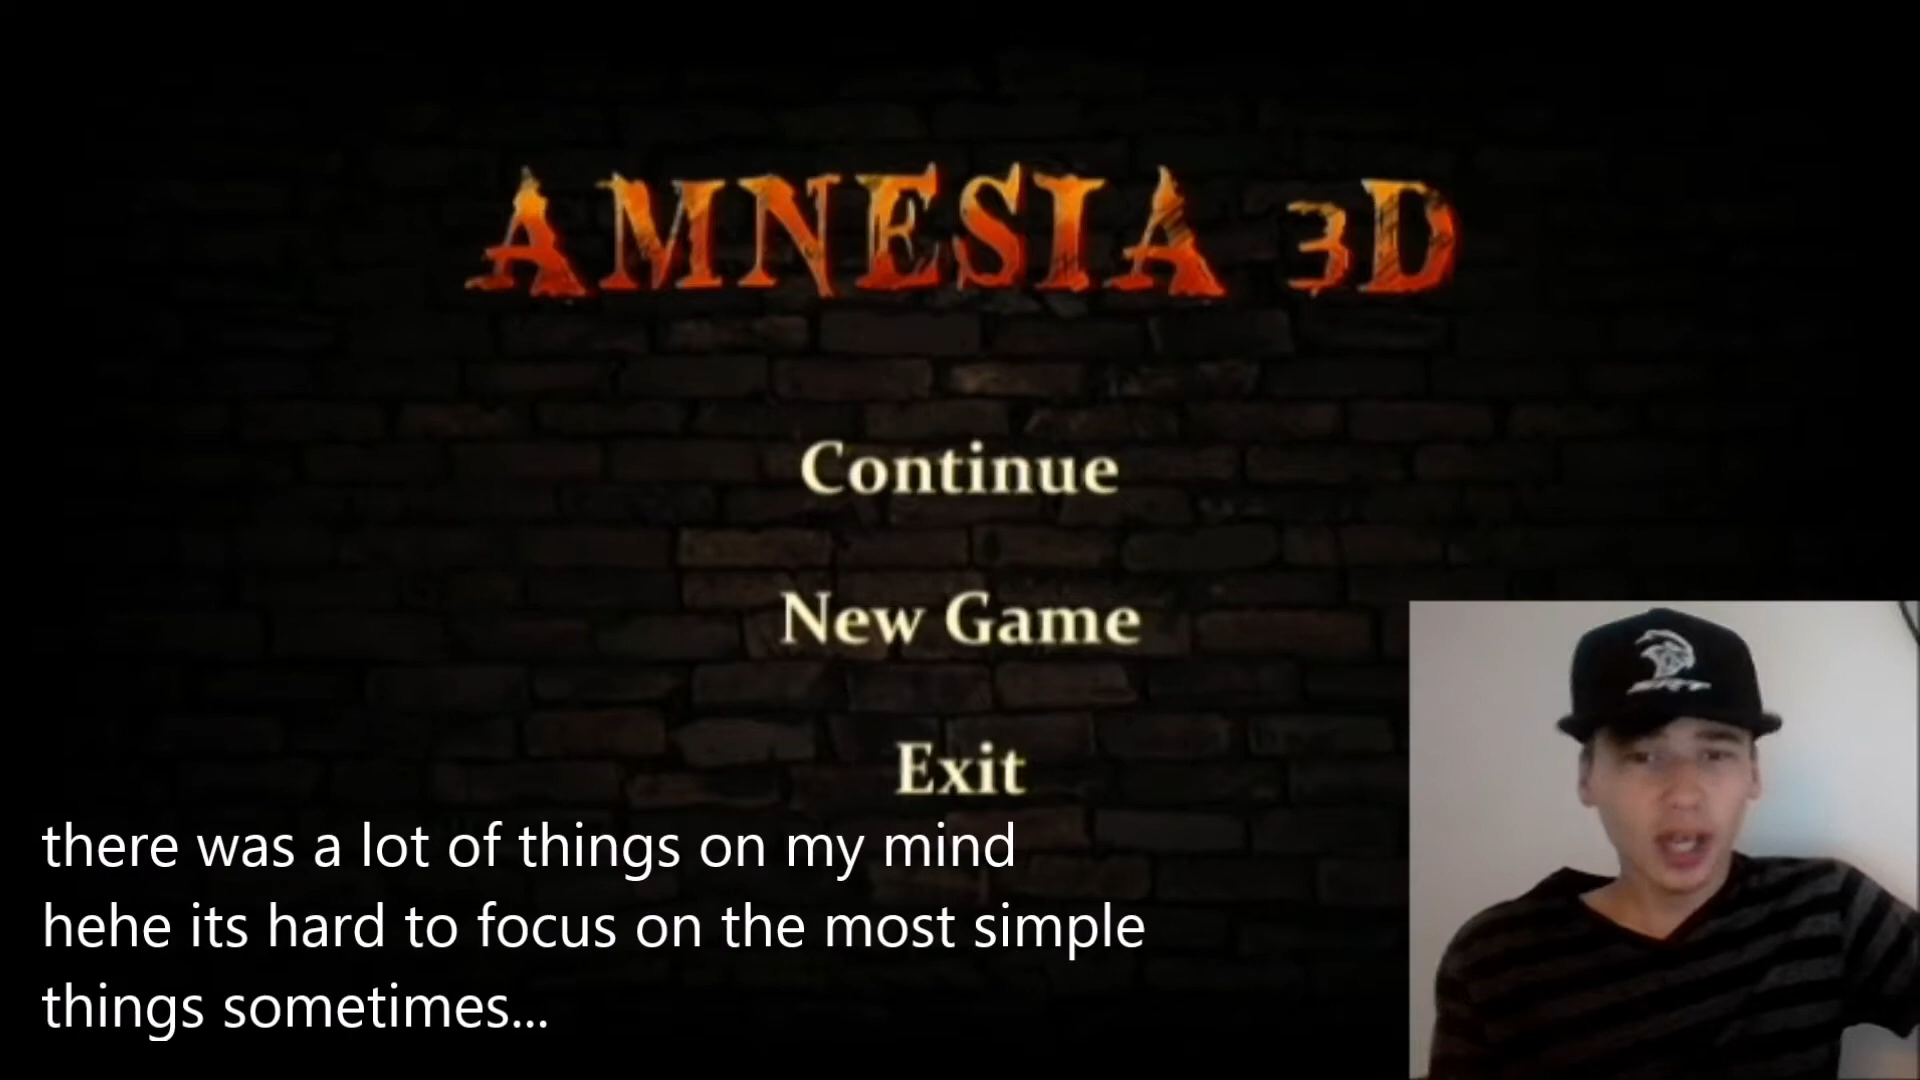 AMNESIA 3D
Continue
New Game
Exit
there was a lot of things on my mind
hehe its hard to focus on the most simple
things sometimes...